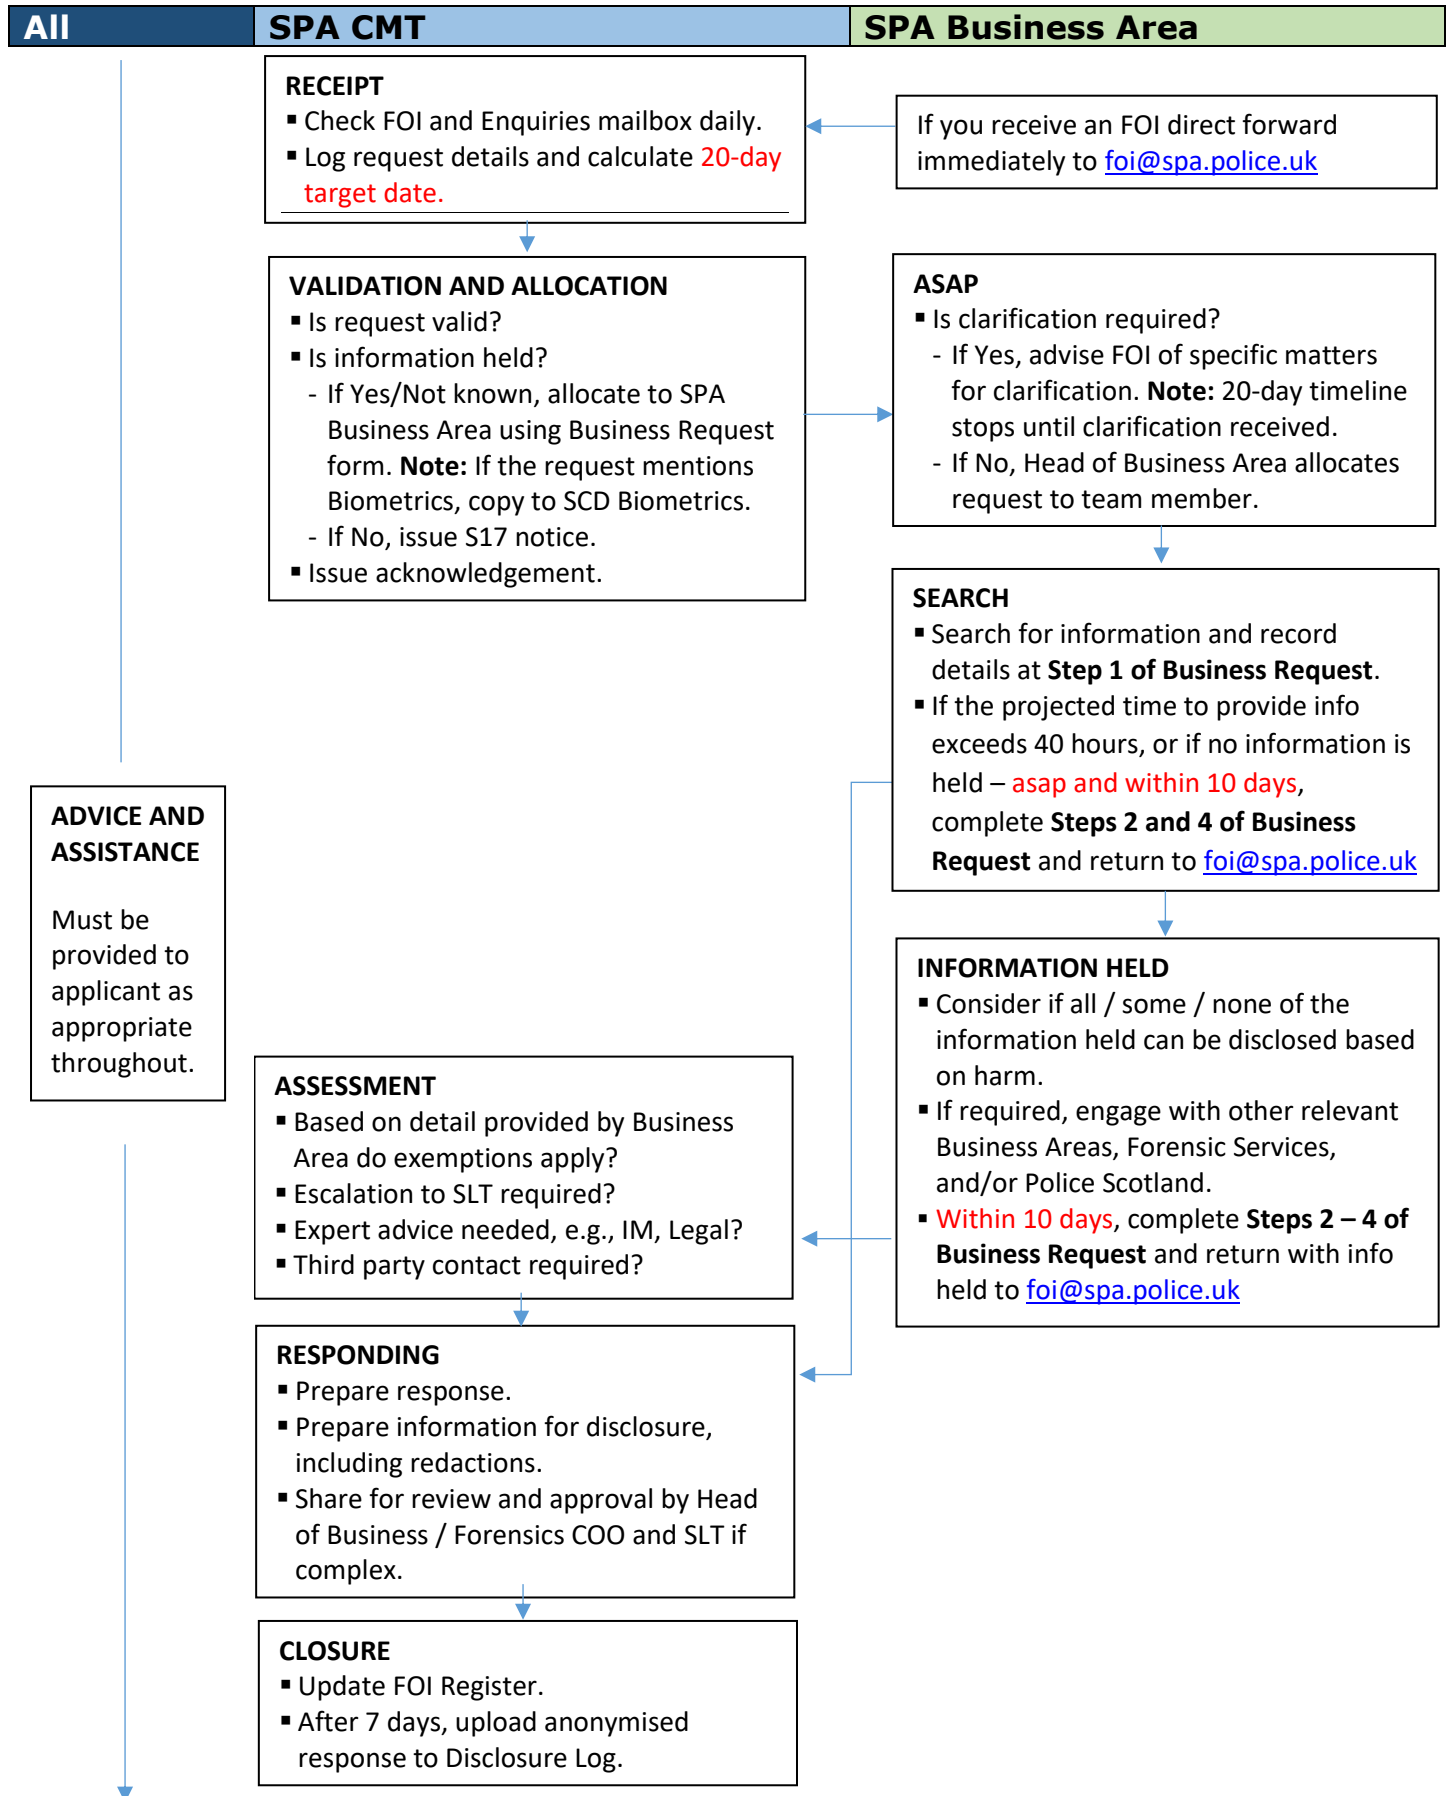 All
SPA CMT
SPA Business Area
RECEIPT
▪ Check FOI and Enquiries mailbox daily.
▪ Log request details and calculate 20-day
target date.
If you receive an FOI direct forward
immediately to foi@spa.police.uk
VALIDATION AND ALLOCATION
▪ Is request valid?
▪ Is information held?
- If Yes/Not known, allocate to SPA
Business Area using Business Request
form. Note: If the request mentions
Biometrics, copy to SCD Biometrics.
- If No, issue S17 notice.
▪ Issue acknowledgement.
ASAP
▪ Is clarification required?
- If Yes, advise FOI of specific matters
for clarification. Note: 20-day timeline
stops until clarification received.
- If No, Head of Business Area allocates
request to team member.
SEARCH
▪ Search for information and record
details at Step 1 of Business Request.
▪ If the projected time to provide info
exceeds 40 hours, or if no information is
held – asap and within 10 days,
complete Steps 2 and 4 of Business
Request and return to foi@spa.police.uk
ADVICE AND
ASSISTANCE
Must be
provided to
applicant as
appropriate
throughout.
INFORMATION HELD
▪ Consider if all / some / none of the
information held can be disclosed based
on harm.
▪ If required, engage with other relevant
Business Areas, Forensic Services,
and/or Police Scotland.
▪ Within 10 days, complete Steps 2 – 4 of
Business Request and return with info
held to foi@spa.police.uk
ASSESSMENT
▪ Based on detail provided by Business
Area do exemptions apply?
▪ Escalation to SLT required?
▪ Expert advice needed, e.g., IM, Legal?
▪ Third party contact required?
RESPONDING
▪ Prepare response.
▪ Prepare information for disclosure,
including redactions.
▪ Share for review and approval by Head
of Business / Forensics COO and SLT if
complex.
CLOSURE
▪ Update FOI Register.
▪ After 7 days, upload anonymised
response to Disclosure Log.